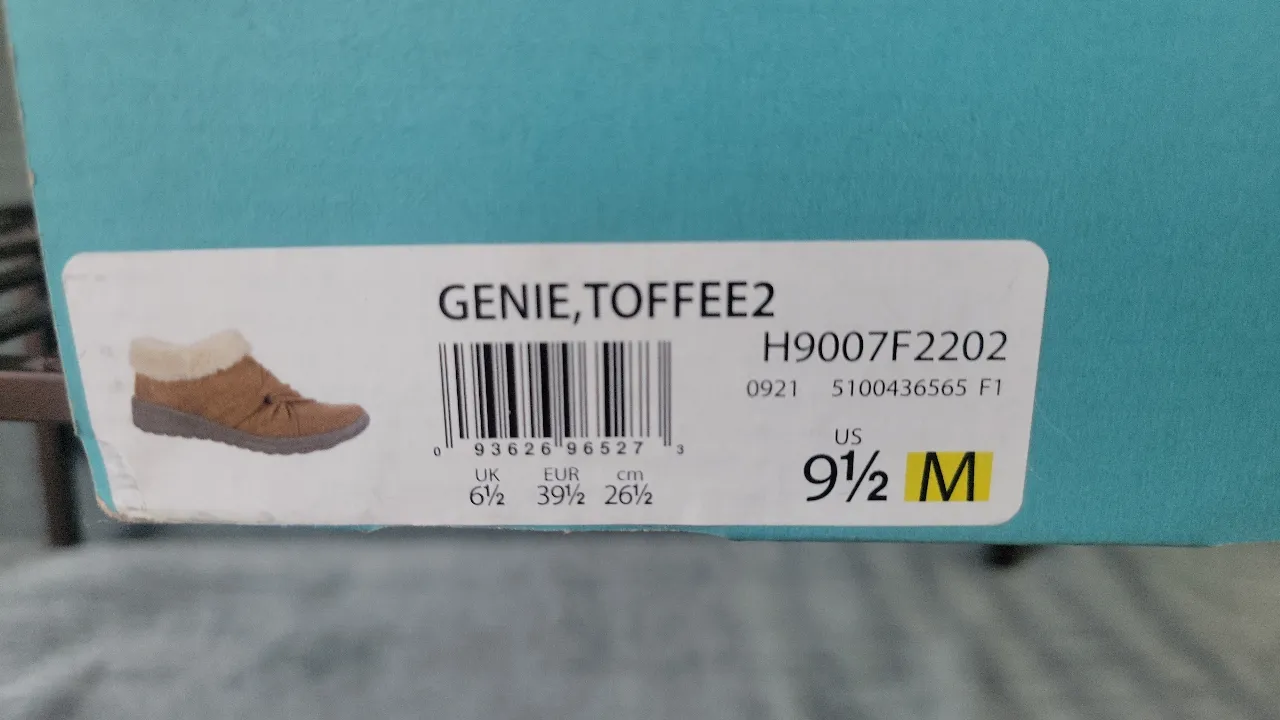 GENIE,TOFFEE2
H9007F2202
0921 5100436565 F1
0 93626 96527 3
UK EUR cm
6½ 39½ 26½
US
9½ M